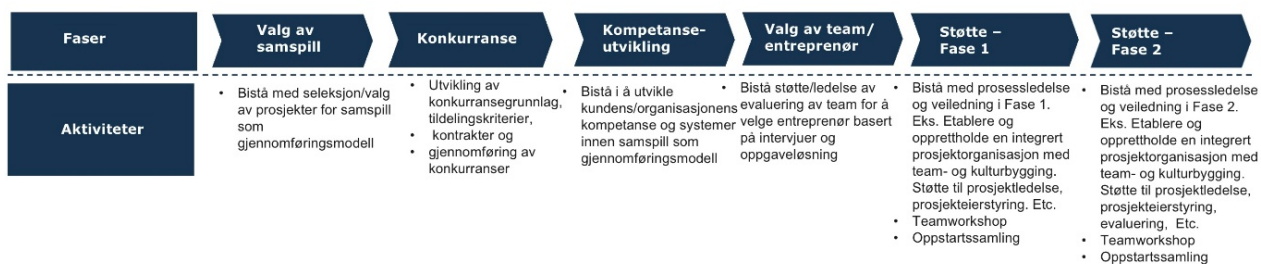 Faser
Valg av
samspill
Konkurranse
Kompetanse-
utvikling
Valg av team/
entreprenør
Støtte –
Fase 1
Støtte –
Fase 2
Aktiviteter
• Bistå med seleksjon/valg
av prosjekter for samspill
som
gjennomføringsmodell
• Utvikling av
konkurransegrunnlag,
tildelingskriterier,
• kontrakter og
• gjennomføring av
konkurranser
• Bistå i å utvikle
kundens/organisasjonens
kompetanse og systemer
innen samspill som
gjennomføringsmodell
• Bistå støtte/ledelse av
evaluering av team for å
velge entreprenør basert
på intervjuer og
oppgaveløsning
• Bistå med prosessledelse
og veiledning i Fase 1.
Eks. Etablere og
opprettholde en integrert
prosjektorganisasjon med
team- og kulturbygging.
Støtte til prosjektledelse,
prosjekteierstyring. Etc.
• Teamworkshop
• Oppstartssamling
• Bistå med prosessledelse
og veiledning i Fase 2.
Eks. Etablere og
opprettholde en integrert
prosjektorganisasjon med
team- og kulturbygging.
Støtte til prosjektledelse,
prosjekteierstyring,
evaluering, Etc.
• Teamworkshop
• Oppstartssamling